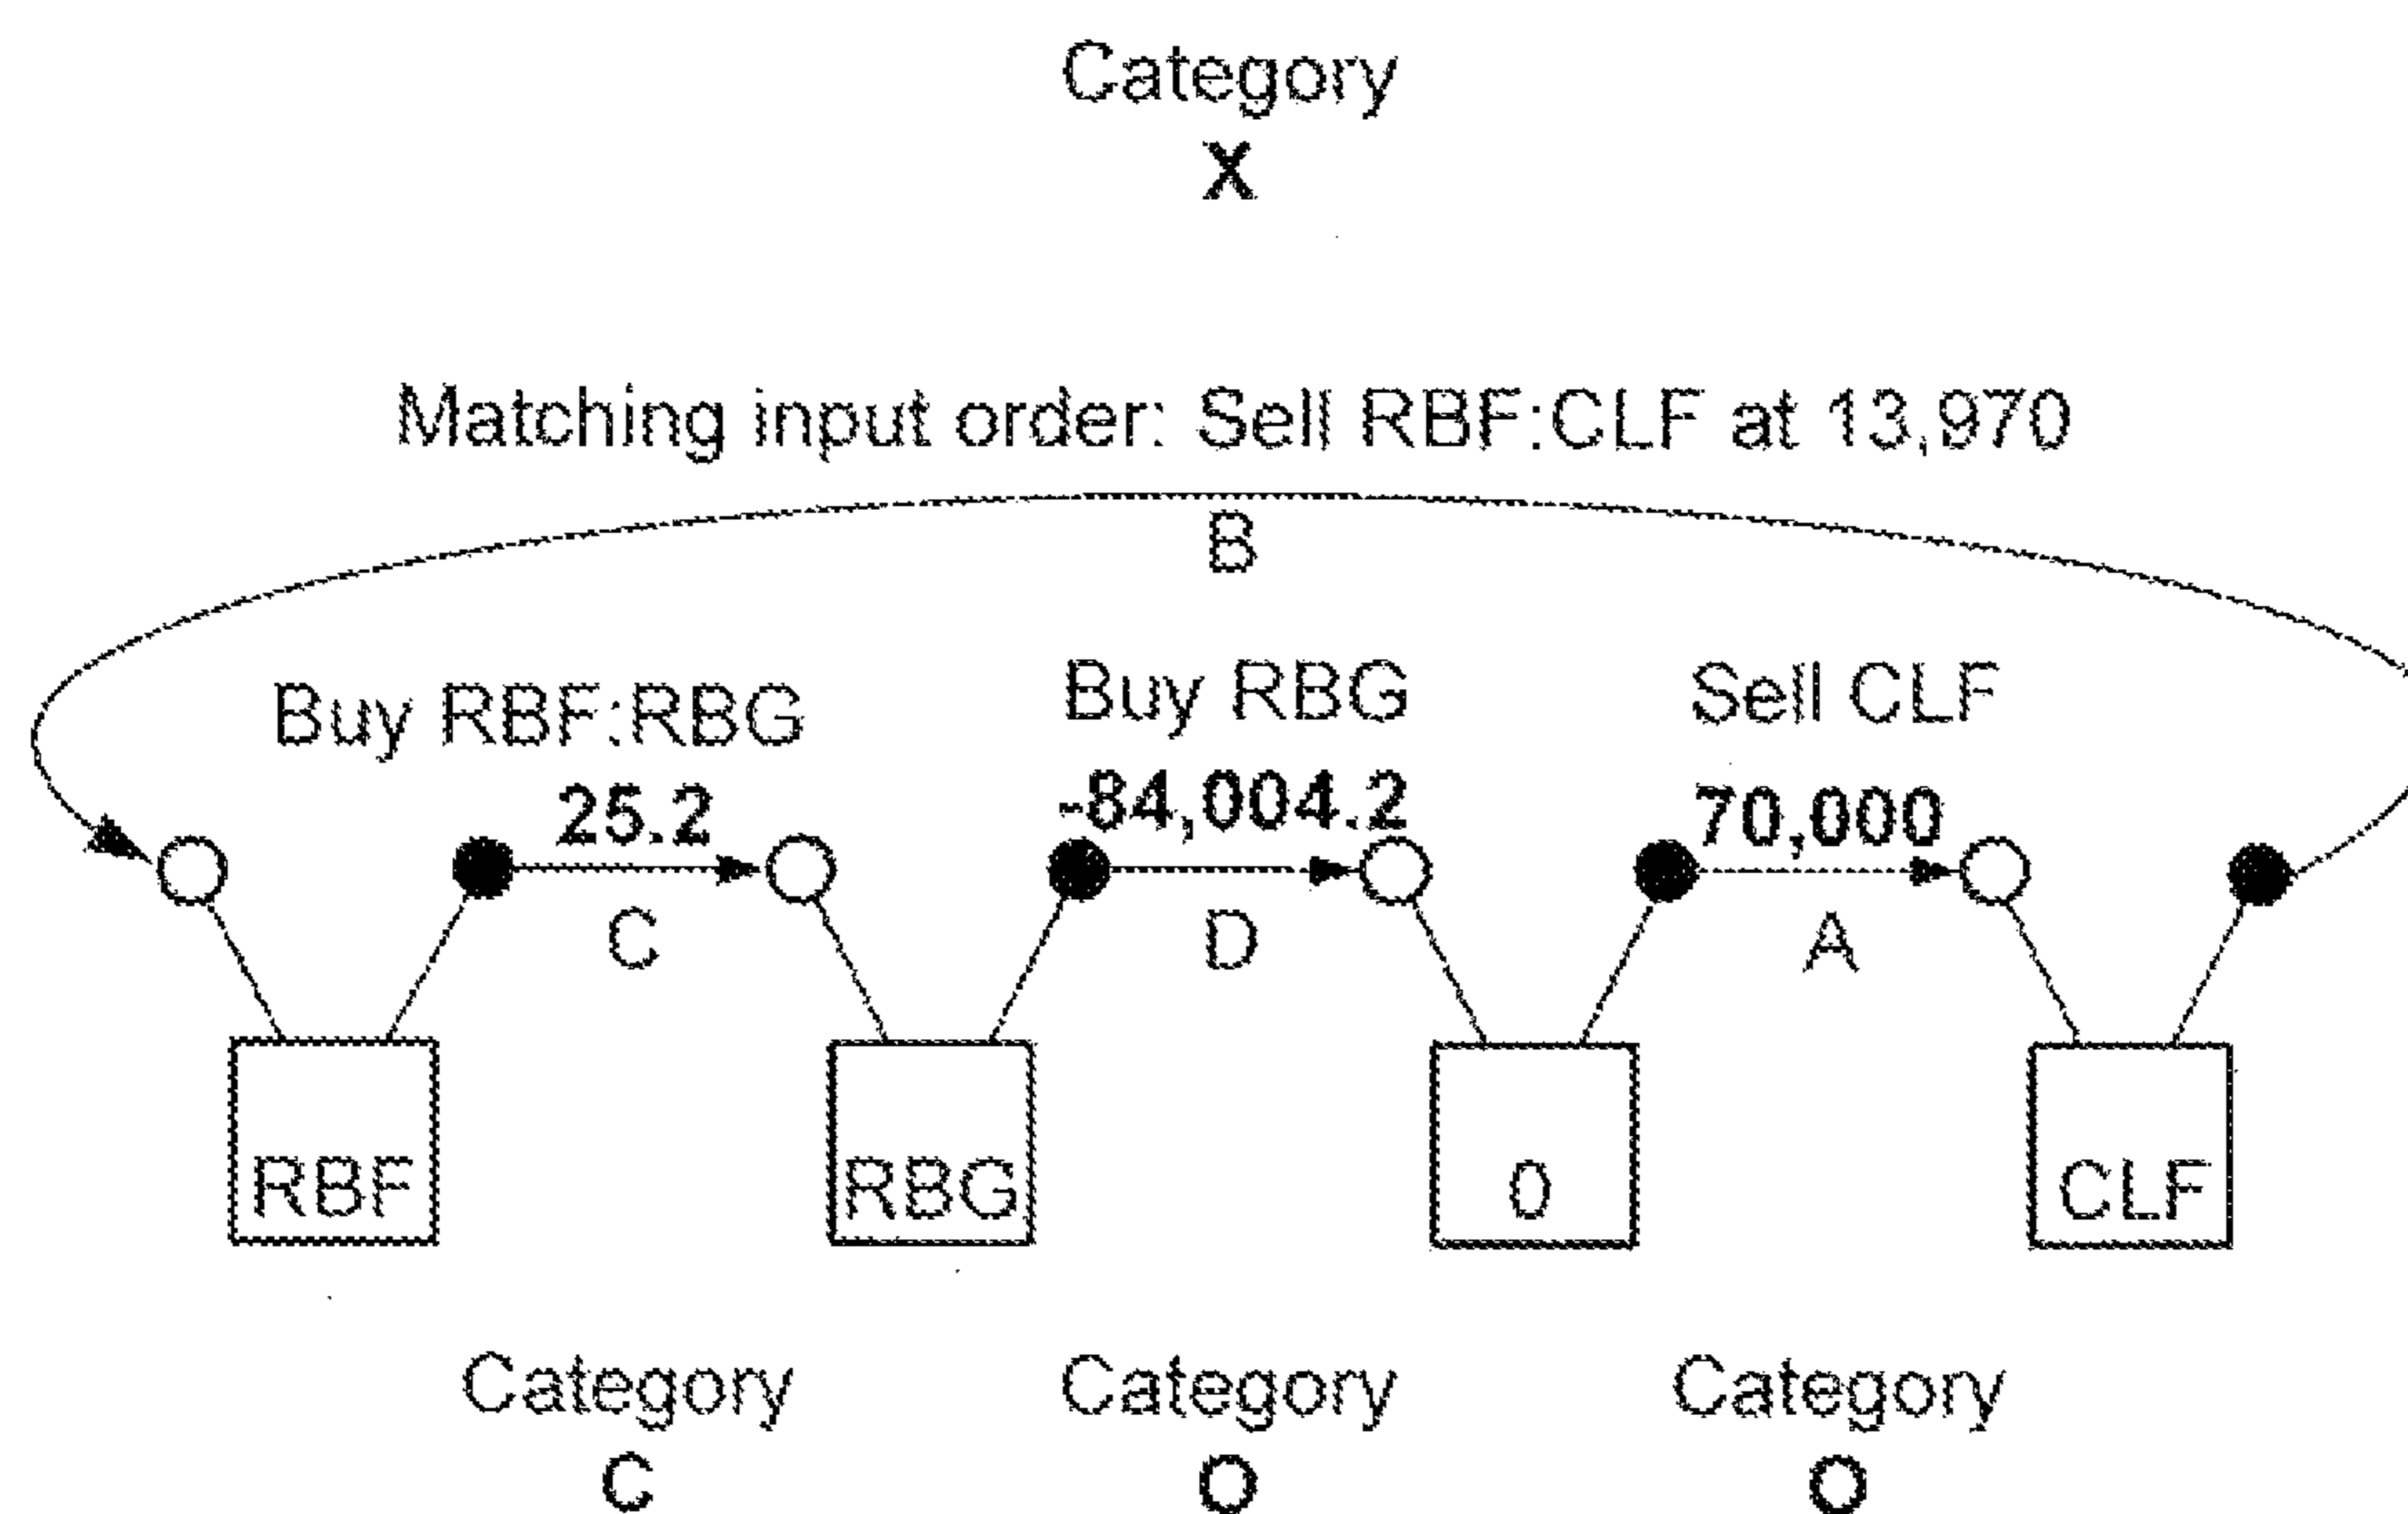 Category
X
Matching input order: Sell RBF:CLF at 13,970
B
Buy RBF:RBG
Buy RBG
Sell CLF
25.2
-84,004.2
70,000
C
D
A
RBF
RBG
0
CLF
Category
Category
Category
C
O
O